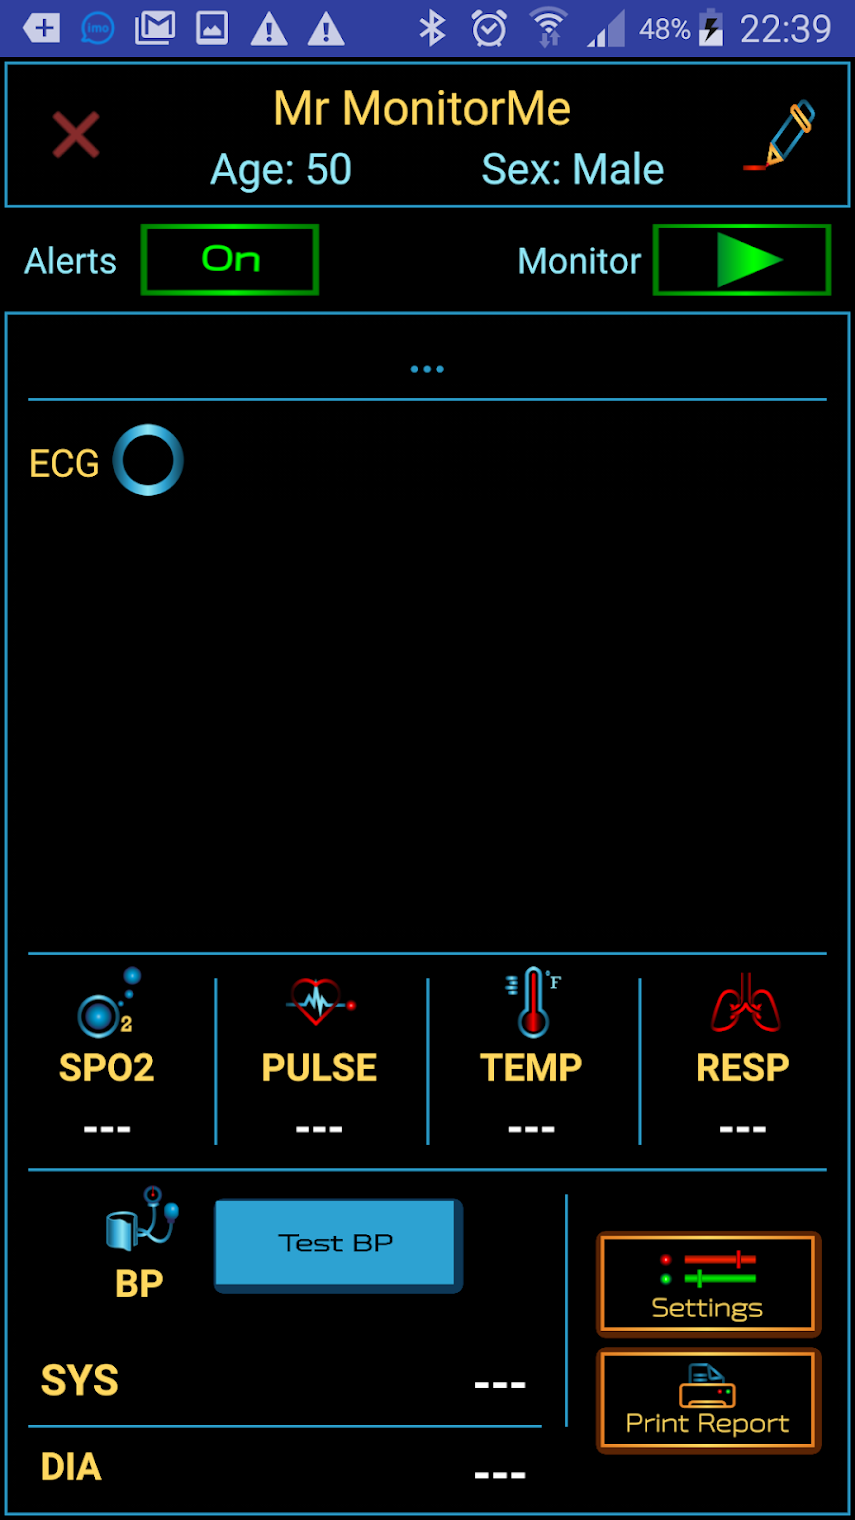 imo 48% 22:39
Mr MonitorMe
Age: 50 Sex: Male
Alerts On Monitor
...
ECG
2 °F
SPO2 PULSE TEMP RESP
--- --- --- ---
Test BP
BP
Settings
SYS ---
Print Report
DIA ---